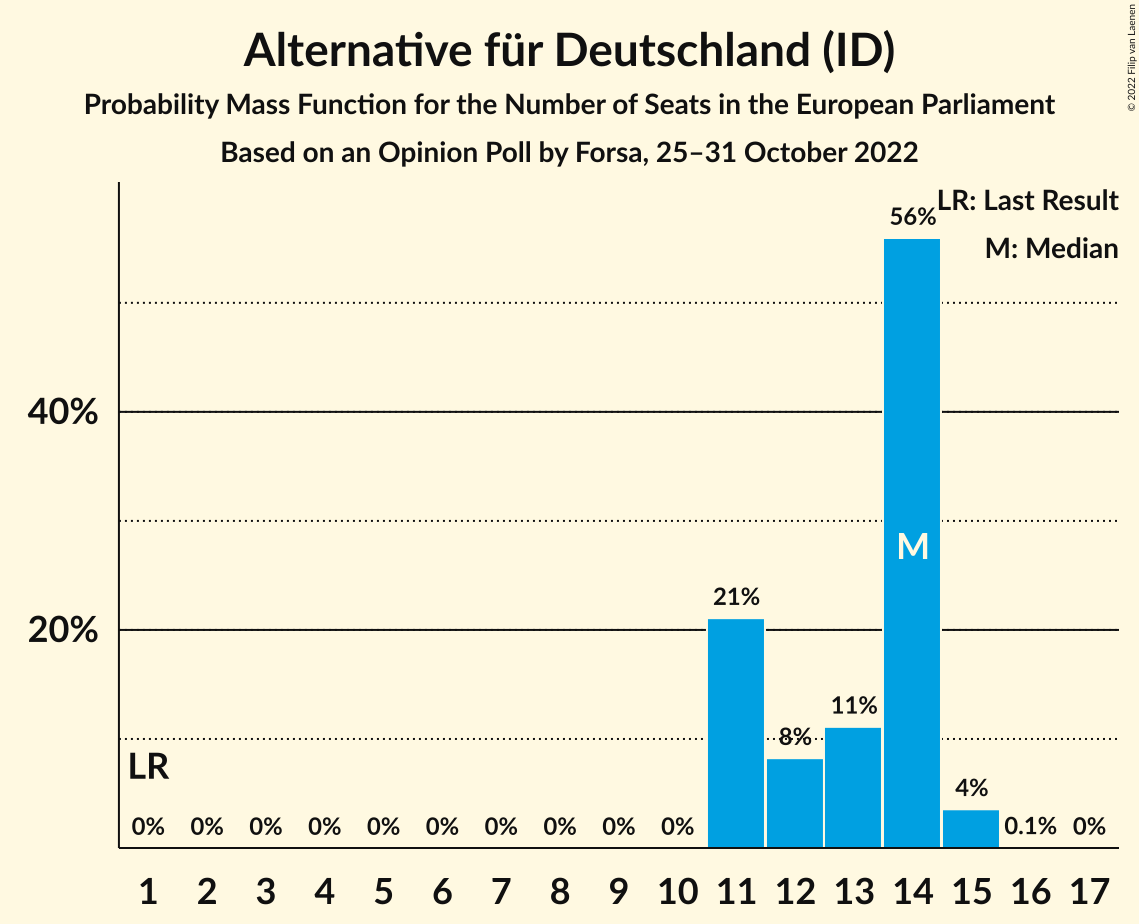 Alternative für Deutschland (ID)
Probability Mass Function for the Number of Seats in the European Parliament
Based on an Opinion Poll by Forsa, 25–31 October 2022
© 2022 Filip van Laenen
LR: Last Result
M: Median
56%
40%
M
21%
20%
11%
8%
LR
4%
0% 0% 0% 0% 0% 0% 0% 0% 0% 0% 0.1% 0%
1 2 3 4 5 6 7 8 9 10 11 12 13 14 15 16 17